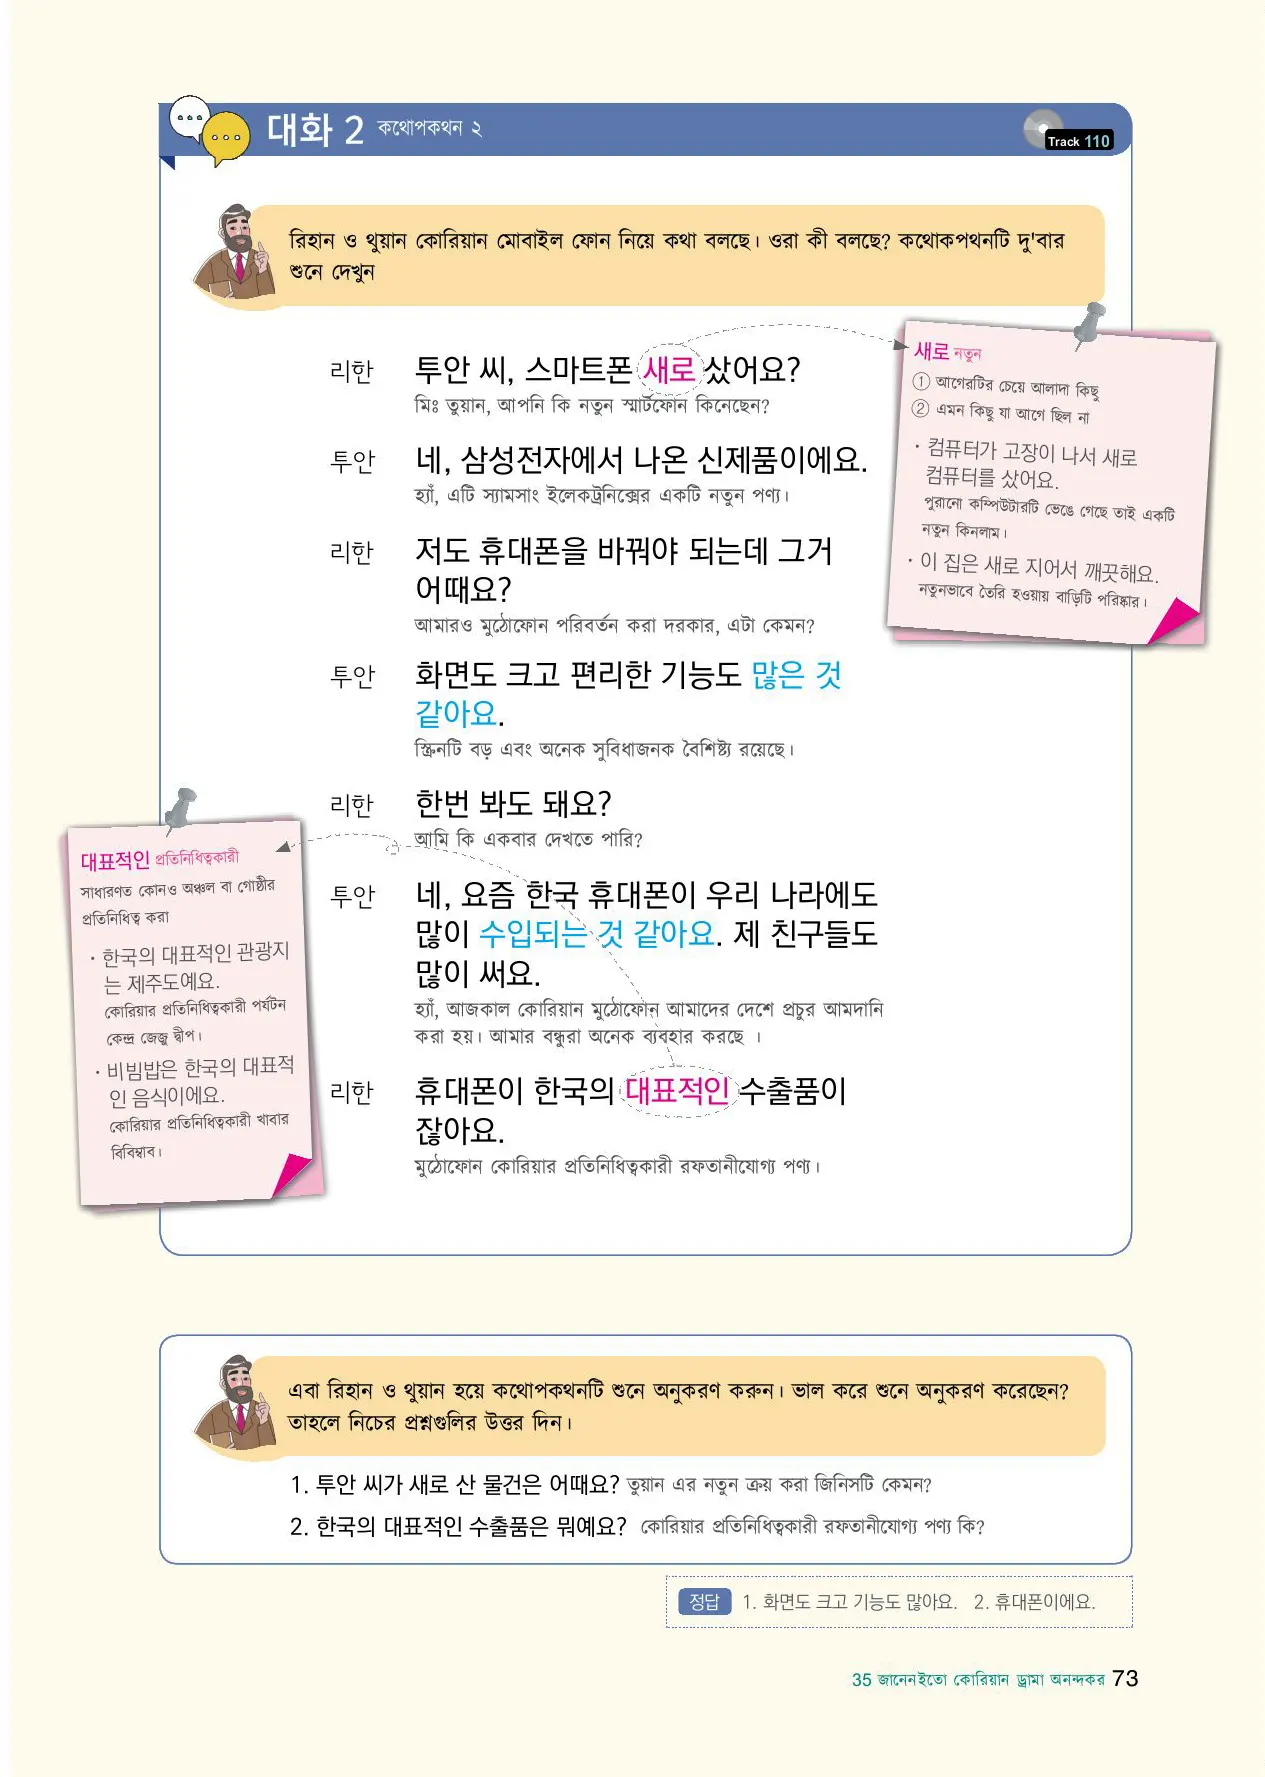 대화 2 কথোপকথন ২
Track 110
রিহান ও থুয়ান কোরিয়ান মোবাইল ফোন নিয়ে কথা বলছে। ওরা কী বলছে? কথোকপথনটি দু'বার
শুনে দেখুন
리한 투안 씨, 스마트폰 새로 샀어요?
মিঃ তুয়ান, আপনি কি নতুন স্মার্টফোন কিনেছেন?
투안 네, 삼성전자에서 나온 신제품이에요.
হ্যাঁ, এটি স্যামসাং ইলেকট্রনিক্সের একটি নতুন পণ্য।
리한 저도 휴대폰을 바꿔야 되는데 그거
어때요?
আমারও মুঠোফোন পরিবর্তন করা দরকার, এটা কেমন?
투안 화면도 크고 편리한 기능도 많은 것
같아요.
স্ক্রিনটি বড় এবং অনেক সুবিধাজনক বৈশিষ্ট্য রয়েছে।
리한 한번 봐도 돼요?
আমি কি একবার দেখতে পারি?
투안 네, 요즘 한국 휴대폰이 우리 나라에도
많이 수입되는 것 같아요. 제 친구들도
많이 써요.
হ্যাঁ, আজকাল কোরিয়ান মুঠোফোন আমাদের দেশে প্রচুর আমদানি
করা হয়। আমার বন্ধুরা অনেক ব্যবহার করছে ।
리한 휴대폰이 한국의 대표적인 수출품이
잖아요.
মুঠোফোন কোরিয়ার প্রতিনিধিত্বকারী রফতানীযোগ্য পণ্য।
새로 নতুন
① আগেরটির চেয়ে আলাদা কিছু
② এমন কিছু যা আগে ছিল না
· 컴퓨터가 고장이 나서 새로
컴퓨터를 샀어요.
পুরানো কম্পিউটারটি ভেঙে গেছে তাই একটি
নতুন কিনলাম।
· 이 집은 새로 지어서 깨끗해요.
নতুনভাবে তৈরি হওয়ায় বাড়িটি পরিষ্কার।
대표적인 প্রতিনিধিত্বকারী
সাধারণত কোনও অঞ্চল বা গোষ্ঠীর
প্রতিনিধিত্ব করা
· 한국의 대표적인 관광지
는 제주도예요.
কোরিয়ার প্রতিনিধিত্বকারী পর্যটন
কেন্দ্র জেজু দ্বীপ।
· 비빔밥은 한국의 대표적
인 음식이에요.
কোরিয়ার প্রতিনিধিত্বকারী খাবার
বিবিম্বাব।
এবা রিহান ও থুয়ান হয়ে কথোপকথনটি শুনে অনুকরণ করুন। ভাল করে শুনে অনুকরণ করেছেন?
তাহলে নিচের প্রশ্নগুলির উত্তর দিন।
1. 투안 씨가 새로 산 물건은 어때요? তুয়ান এর নতুন ক্রয় করা জিনিসটি কেমন?
2. 한국의 대표적인 수출품은 뭐예요? কোরিয়ার প্রতিনিধিত্বকারী রফতানীযোগ্য পণ্য কি?
정답 1. 화면도 크고 기능도 많아요. 2. 휴대폰이에요.
35 জানেনইতো কোরিয়ান ড্রামা অনন্দকর 73